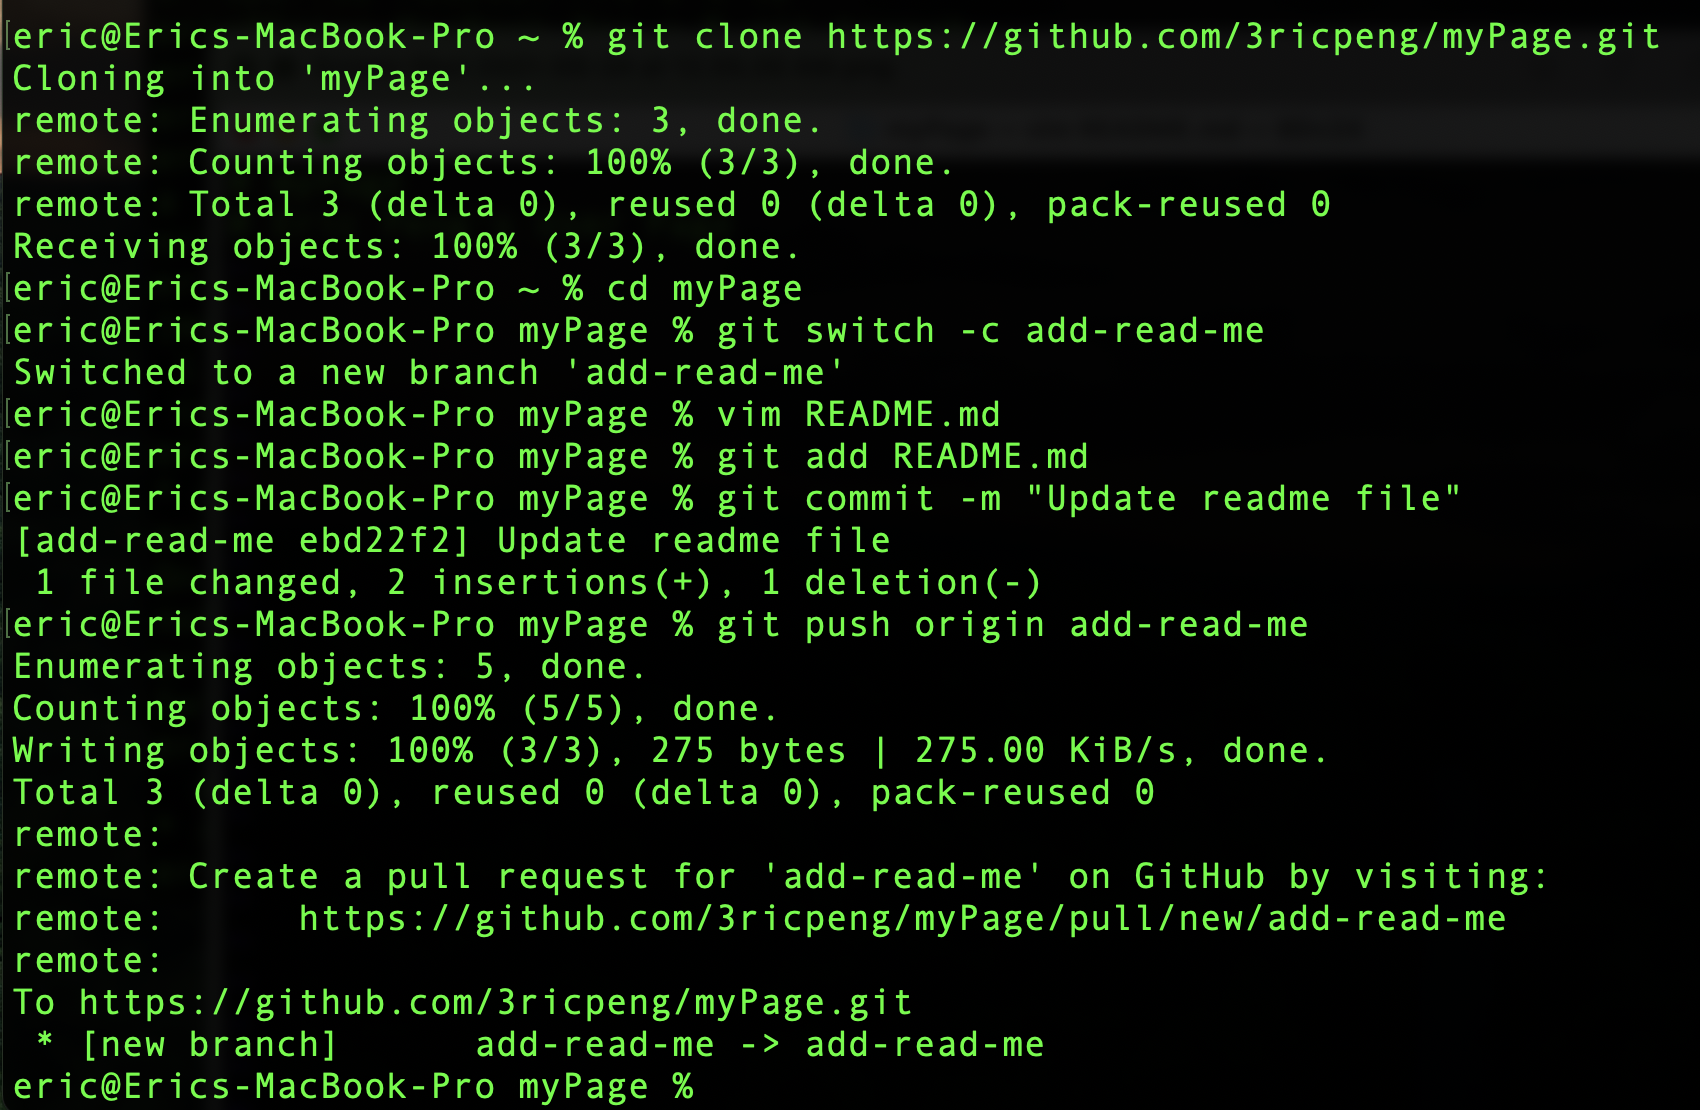 [eric@Erics-MacBook-Pro ~ % git clone https://github.com/3ricpeng/myPage.git
Cloning into 'myPage'...
remote: Enumerating objects: 3, done.
remote: Counting objects: 100% (3/3), done.
remote: Total 3 (delta 0), reused 0 (delta 0), pack-reused 0
Receiving objects: 100% (3/3), done.
[eric@Erics-MacBook-Pro ~ % cd myPage
[eric@Erics-MacBook-Pro myPage % git switch -c add-read-me
Switched to a new branch 'add-read-me'
[eric@Erics-MacBook-Pro myPage % vim README.md
[eric@Erics-MacBook-Pro myPage % git add README.md
[eric@Erics-MacBook-Pro myPage % git commit -m "Update readme file"
[add-read-me ebd22f2] Update readme file
 1 file changed, 2 insertions(+), 1 deletion(-)
[eric@Erics-MacBook-Pro myPage % git push origin add-read-me
Enumerating objects: 5, done.
Counting objects: 100% (5/5), done.
Writing objects: 100% (3/3), 275 bytes | 275.00 KiB/s, done.
Total 3 (delta 0), reused 0 (delta 0), pack-reused 0
remote:
remote: Create a pull request for 'add-read-me' on GitHub by visiting:
remote:      https://github.com/3ricpeng/myPage/pull/new/add-read-me
remote:
To https://github.com/3ricpeng/myPage.git
 * [new branch]      add-read-me -> add-read-me
eric@Erics-MacBook-Pro myPage %